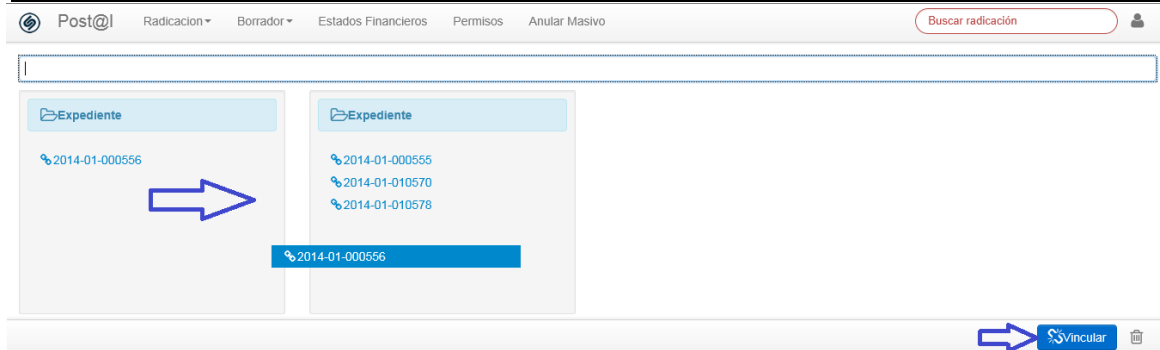 Post@l Radicacion Borrador Estados Financieros Permisos Anular Masivo Buscar radicación
Expediente
2014-01-000556
Expediente
2014-01-000555
2014-01-010570
2014-01-010578
2014-01-000556
Vincular